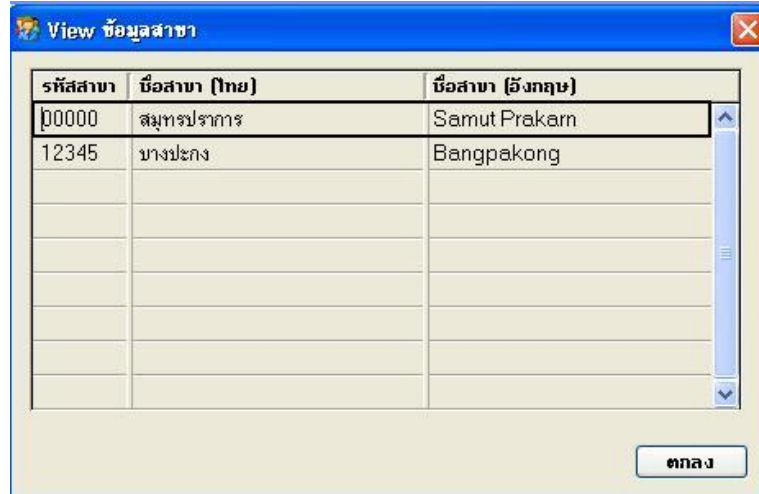 View ข้อมูลสาขา
รหัสสาขา ชื่อสาขา (ไทย) ชื่อสาขา (อังกฤษ)
00000 สมุทรปราการ Samut Prakarn
12345 บางปะกง Bangpakong
ตกลง